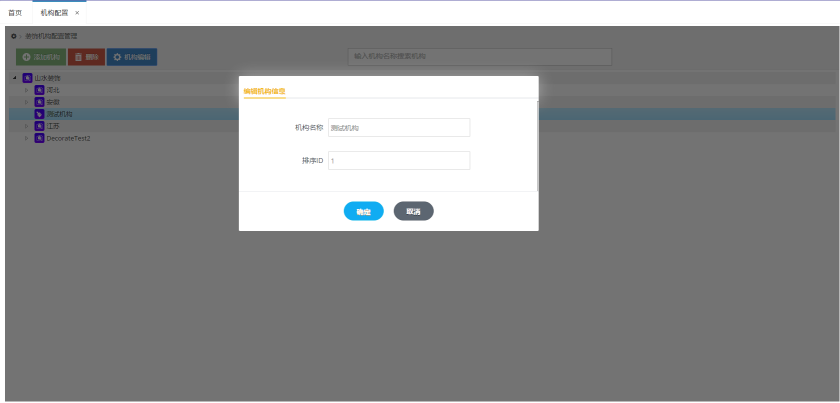 首页
机构配置 ×
装饰机构配置管理
添加机构 删除 机构编辑
输入机构名称搜索机构
山水装饰
河北
安徽
测试机构
江苏
DecorateTest2
编辑机构信息
机构名称 测试机构
排序ID 1
确定 取消